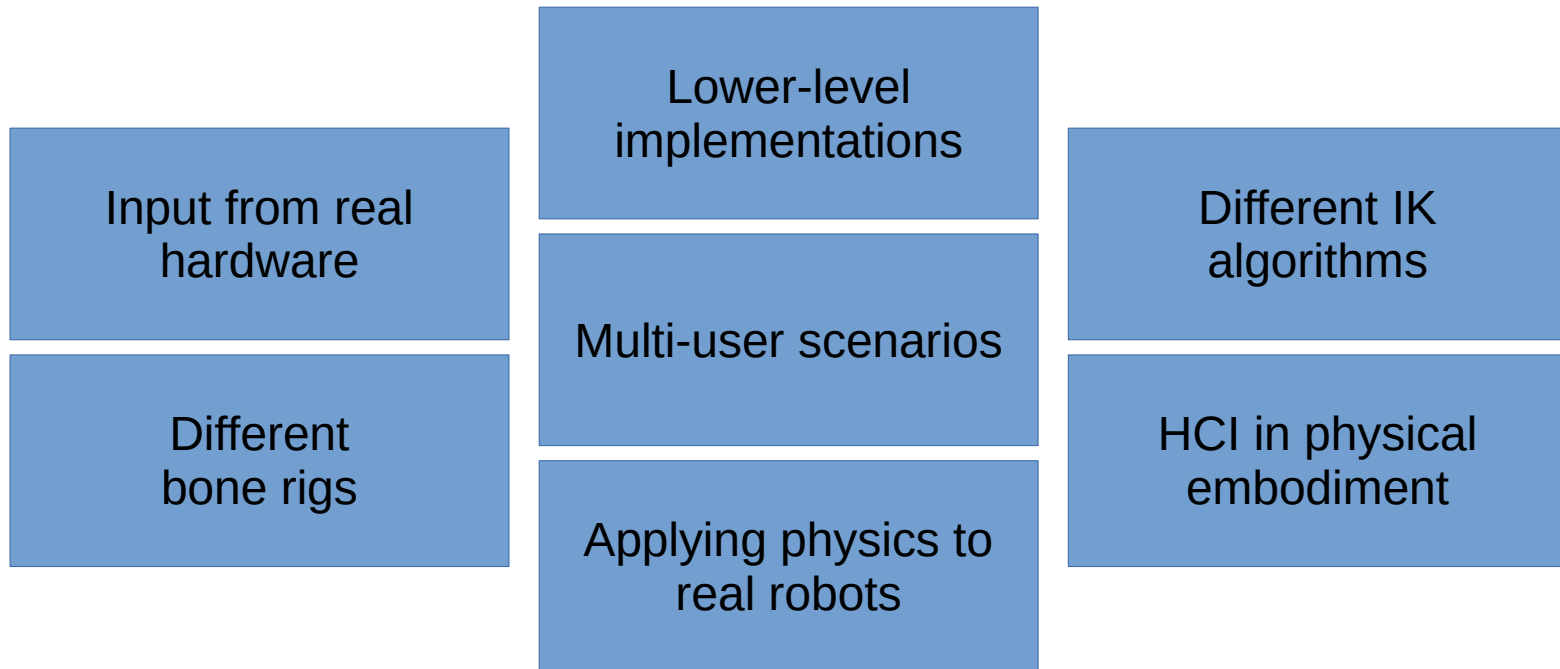 Input from real
hardware
Different
bone rigs
Lower-level
implementations
Multi-user scenarios
Applying physics to
real robots
Different IK
algorithms
HCI in physical
embodiment